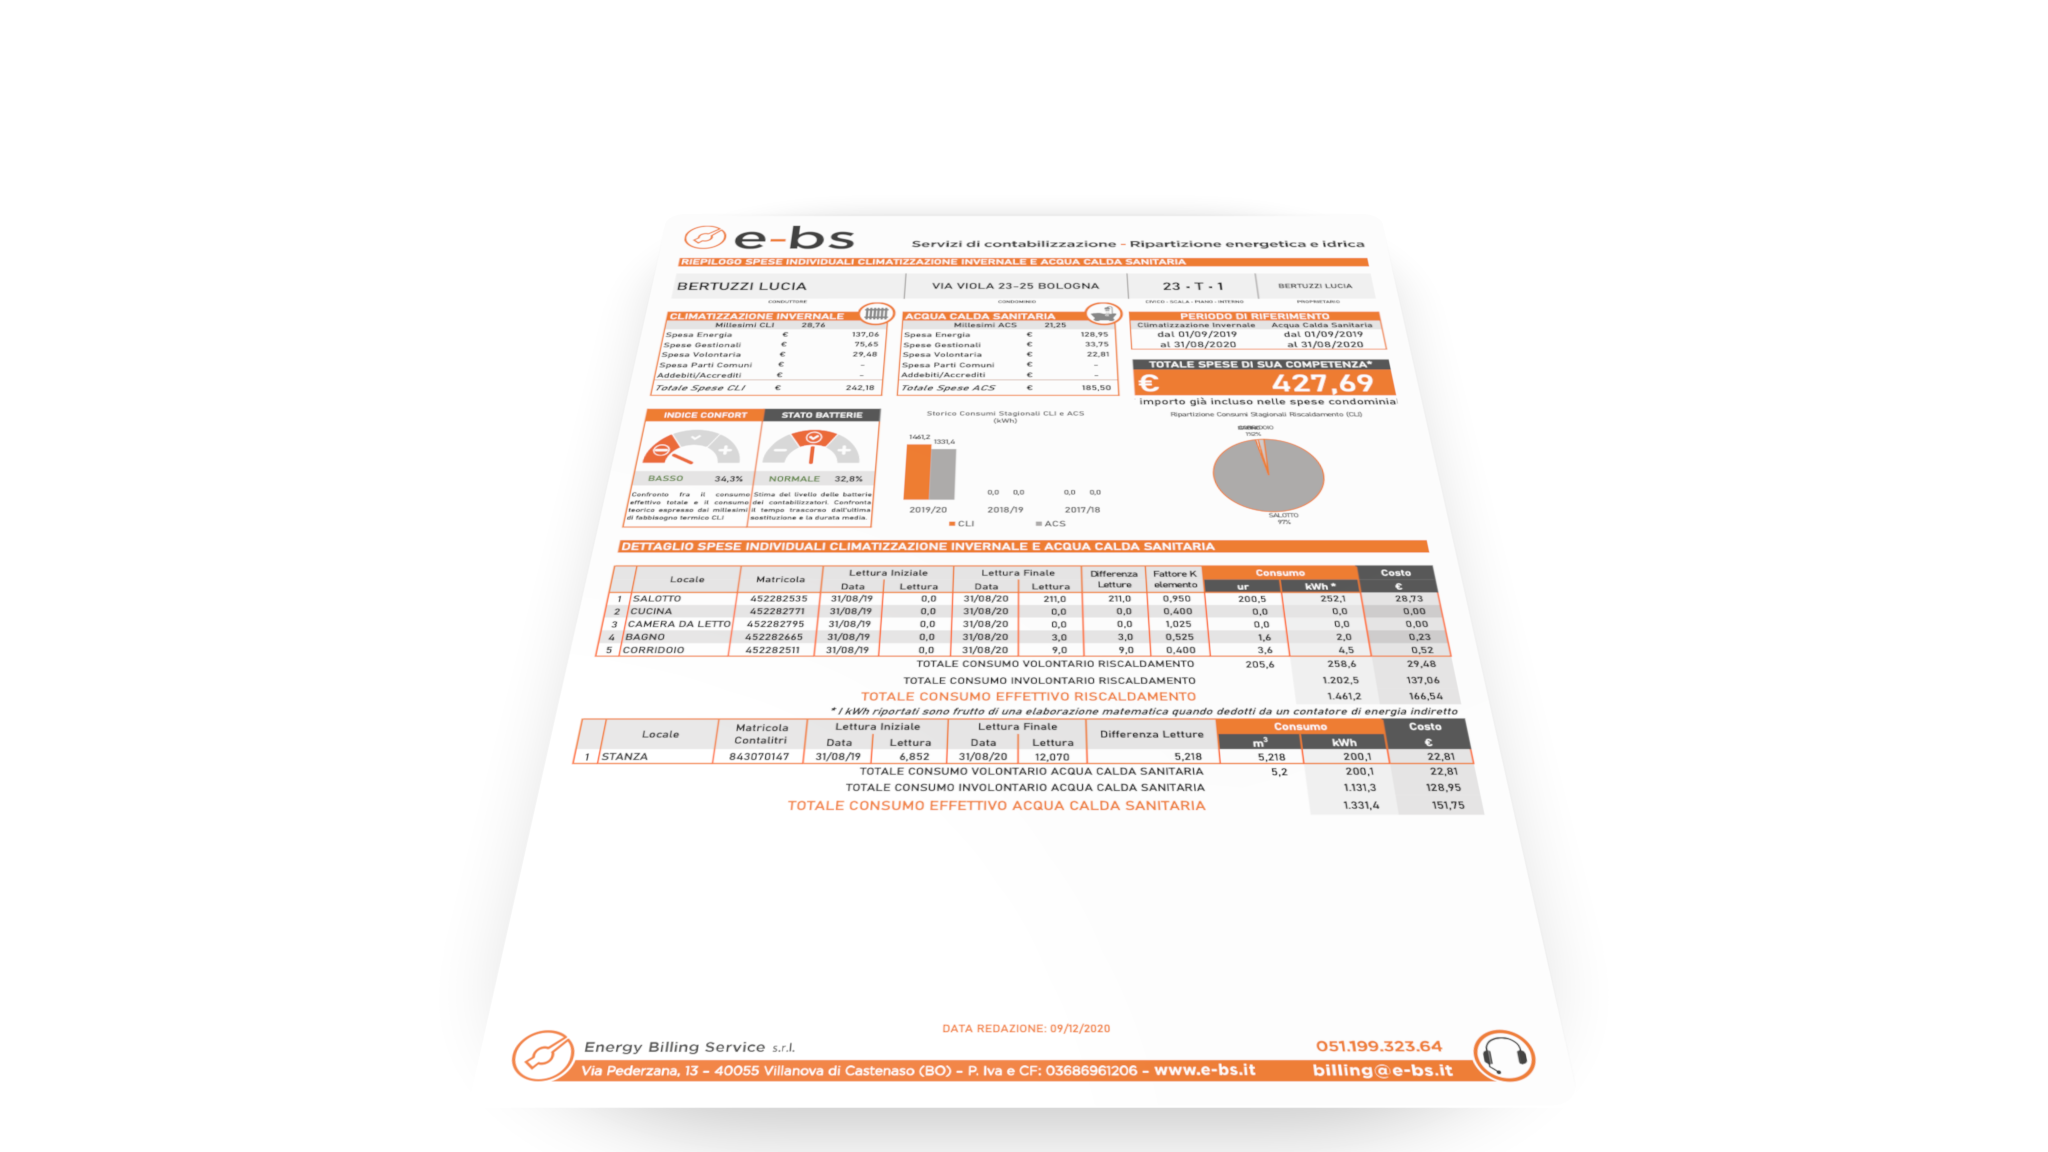 e-bs
Servizi di contabilizzazione - Ripartizione energetica e idrica
RIEPILOGO SPESE INDIVIDUALI CLIMATIZZAZIONE INVERNALE E ACQUA CALDA SANITARIA
BERTUZZI LUCIA VIA VIOLA 23-25 BOLOGNA 23 - T - 1 BERTUZZI LUCIA
CONDUTTORE CONDOMINIO CIVICO - SCALA - PIANO - INTERNO PROPRIETARIO
CLIMATIZZAZIONE INVERNALE
Millesimi CLI 28,76
Spesa Energia € 137,06
Spese Gestionali € 75,65
Spesa Volontaria € 29,48
Spesa Parti Comuni € -
Addebiti/Accrediti € -
Totale Spese CLI € 242,18
ACQUA CALDA SANITARIA
Millesimi ACS 21,25
Spesa Energia € 128,95
Spese Gestionali € 33,75
Spesa Volontaria € 22,81
Spesa Parti Comuni € -
Addebiti/Accrediti € -
Totale Spese ACS € 185,50
PERIODO DI RIFERIMENTO
Climatizzazione Invernale Acqua Calda Sanitaria
dal 01/09/2019 dal 01/09/2019
al 31/08/2020 al 31/08/2020
TOTALE SPESE DI SUA COMPETENZA*
€ 427,69
importo già incluso nelle spese condominia
INDICE CONFORT STATO BATTERIE
BASSO 34,3% NORMALE 32,8%
Confronto fra il consumo
effettivo totale e il consumo
teorico espresso dai millesimi
di fabbisogno termico CLI
Stima del livello delle batterie
dei contabilizzatori. Confronta
il tempo trascorso dall'ultima
sostituzione e la durata media.
Storico Consumi Stagionali CLI e ACS
(kWh)
1461,2 1331,4
0,0 0,0 0,0 0,0
2019/20 2018/19 2017/18
CLI ACS
Ripartizione Consumi Stagionali Riscaldamento (CLI)
SALOTTO
97%
DETTAGLIO SPESE INDIVIDUALI CLIMATIZZAZIONE INVERNALE E ACQUA CALDA SANITARIA
Locale Matricola Lettura Iniziale Lettura Finale Differenza Letture Fattore K elemento Consumo Costo
Data Lettura Data Lettura ur kWh * €
1 SALOTTO 452282535 31/08/19 0,0 31/08/20 211,0 211,0 0,950 200,5 252,1 28,73
2 CUCINA 452282771 31/08/19 0,0 31/08/20 0,0 0,0 0,400 0,0 0,0 0,00
3 CAMERA DA LETTO 452282795 31/08/19 0,0 31/08/20 0,0 0,0 1,025 0,0 0,0 0,00
4 BAGNO 452282665 31/08/19 0,0 31/08/20 3,0 3,0 0,525 1,6 2,0 0,23
5 CORRIDOIO 452282511 31/08/19 0,0 31/08/20 9,0 9,0 0,400 3,6 4,5 0,52
TOTALE CONSUMO VOLONTARIO RISCALDAMENTO 205,6 258,6 29,48
TOTALE CONSUMO INVOLONTARIO RISCALDAMENTO 1.202,5 137,06
TOTALE CONSUMO EFFETTIVO RISCALDAMENTO 1.461,2 166,54
* I kWh riportati sono frutto di una elaborazione matematica quando dedotti da un contatore di energia indiretto
Locale Matricola Contalitri Lettura Iniziale Lettura Finale Differenza Letture Consumo Costo
Data Lettura Data Lettura m³ kWh €
1 STANZA 843070147 31/08/19 6,852 31/08/20 12,070 5,218 5,218 200,1 22,81
TOTALE CONSUMO VOLONTARIO ACQUA CALDA SANITARIA 5,2 200,1 22,81
TOTALE CONSUMO INVOLONTARIO ACQUA CALDA SANITARIA 1.131,3 128,95
TOTALE CONSUMO EFFETTIVO ACQUA CALDA SANITARIA 1.331,4 151,75
DATA REDAZIONE: 09/12/2020
Energy Billing Service s.r.l. 051.199.323.64
Via Pederzana, 13 - 40055 Villanova di Castenaso (BO) - P. Iva e CF: 03686961206 - www.e-bs.it billing@e-bs.it